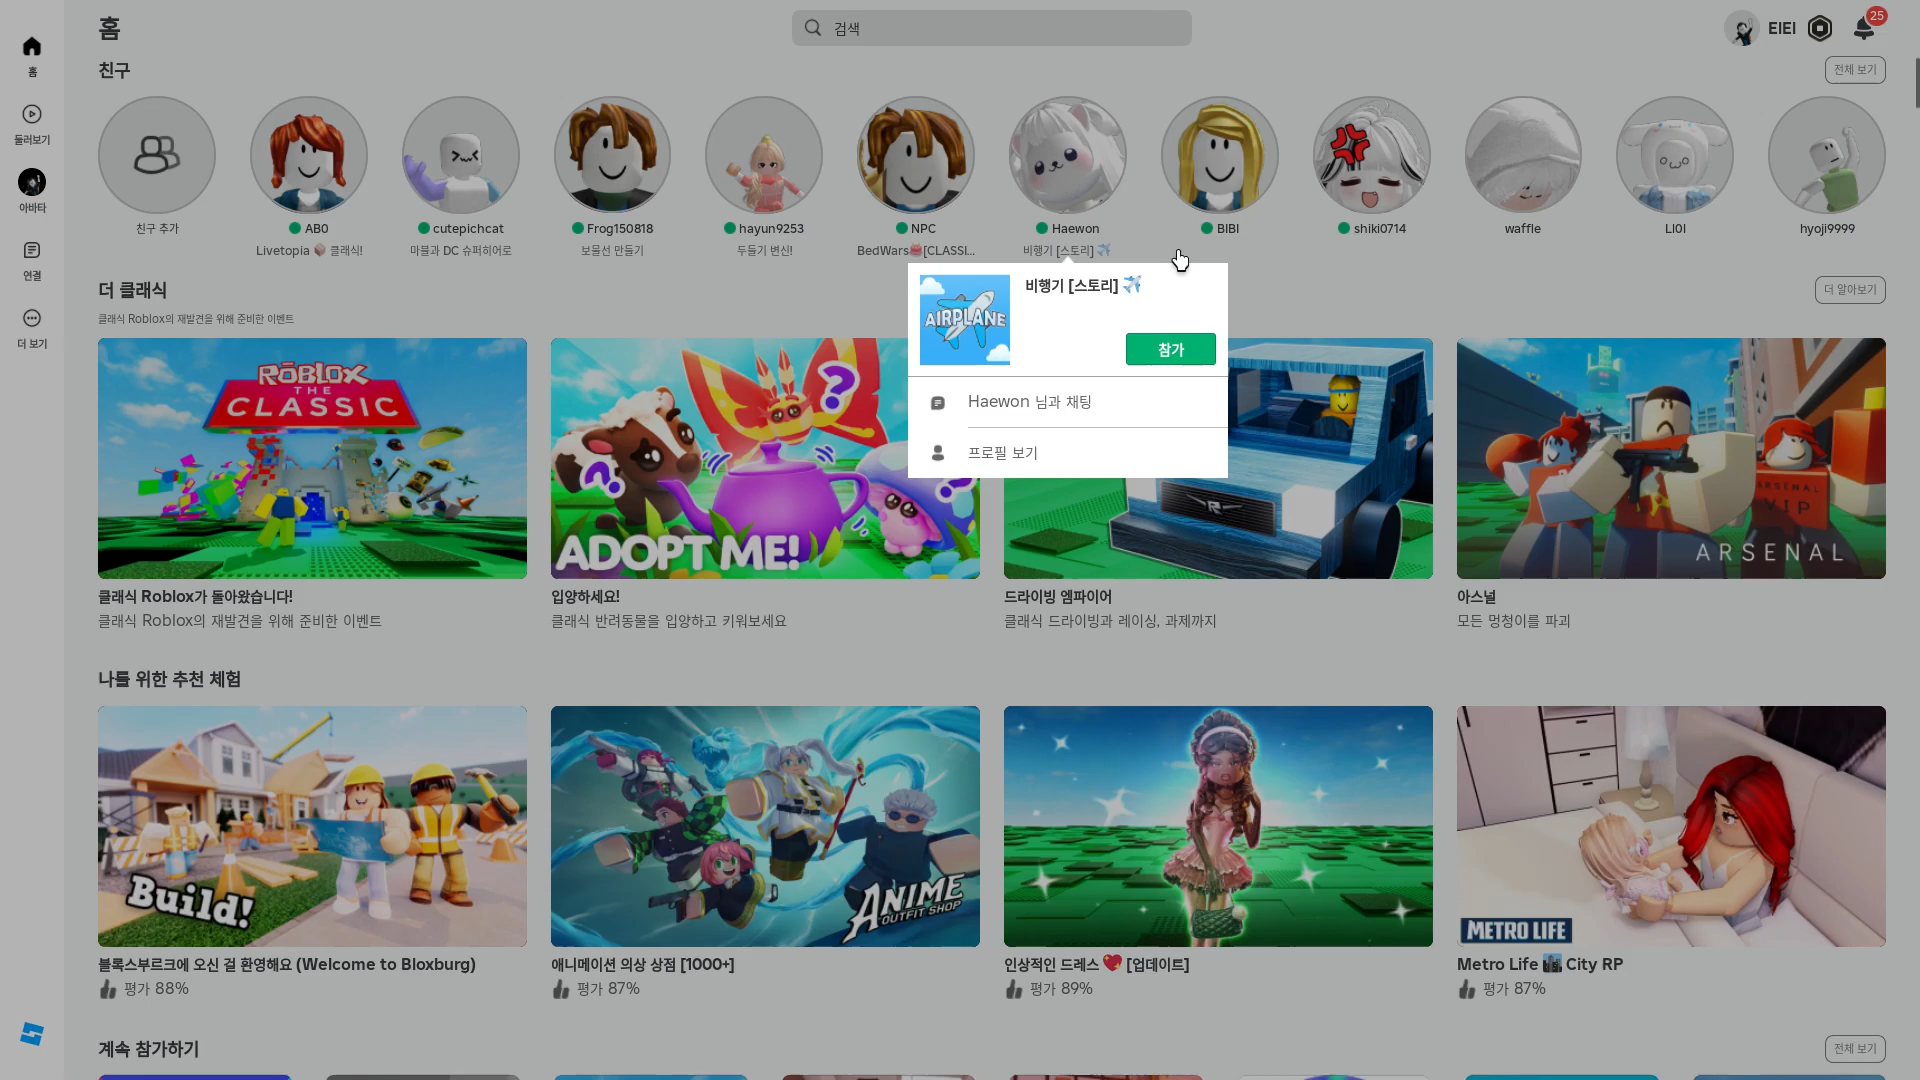 홈
검색
EIEI
25
홈
둘러보기
아바타
연결
더 보기
친구
전체 보기
친구 추가
AB0
Livetopia 📦 클래식!
cutepichcat
마블과 DC 슈퍼히어로
Frog150818
보물선 만들기
hayun9253
두들기 변신!
NPC
BedWars[CLASSI...
Haewon
비행기 [스토리] ✈️
BIBI
shiki0714
waffle
LI0I
hyoji9999
비행기 [스토리] ✈️
AIRPLANE
참가
Haewon 님과 채팅
프로필 보기
더 클래식
더 알아보기
클래식 Roblox의 재발견을 위해 준비한 이벤트
ROBLOX
THE
CLASSIC
ADOPT ME!
ARSENAL
VIP
ARSENAL
클래식 Roblox가 돌아왔습니다!
클래식 Roblox의 재발견을 위해 준비한 이벤트
입양하세요!
클래식 반려동물을 입양하고 키워보세요
드라이빙 엠파이어
클래식 드라이빙과 레이싱, 과제까지
아스널
모든 멍청이를 파괴
나를 위한 추천 체험
Build!
ANIME
OUTFIT SHOP
METRO LIFE
블록스부르크에 오신 걸 환영해요 (Welcome to Bloxburg)
평가 88%
애니메이션 의상 상점 [1000+]
평가 87%
인상적인 드레스 💖 [업데이트]
평가 89%
Metro Life 🏙️ City RP
평가 87%
계속 참가하기
전체 보기